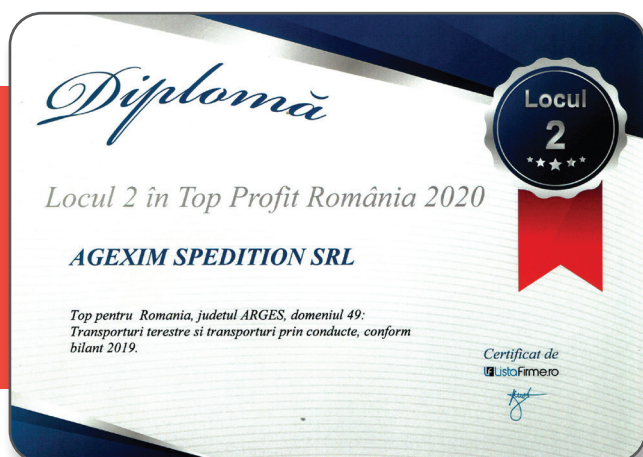 Diplomă
Locul
2
Locul 2 în Top Profit România 2020
AGEXIM SPEDITION SRL
Top pentru Romania, judetul ARGES, domeniul 49:
Transporturi terestre si transporturi prin conducte, conform
bilant 2019.
Certificat de
ListaFirme.ro